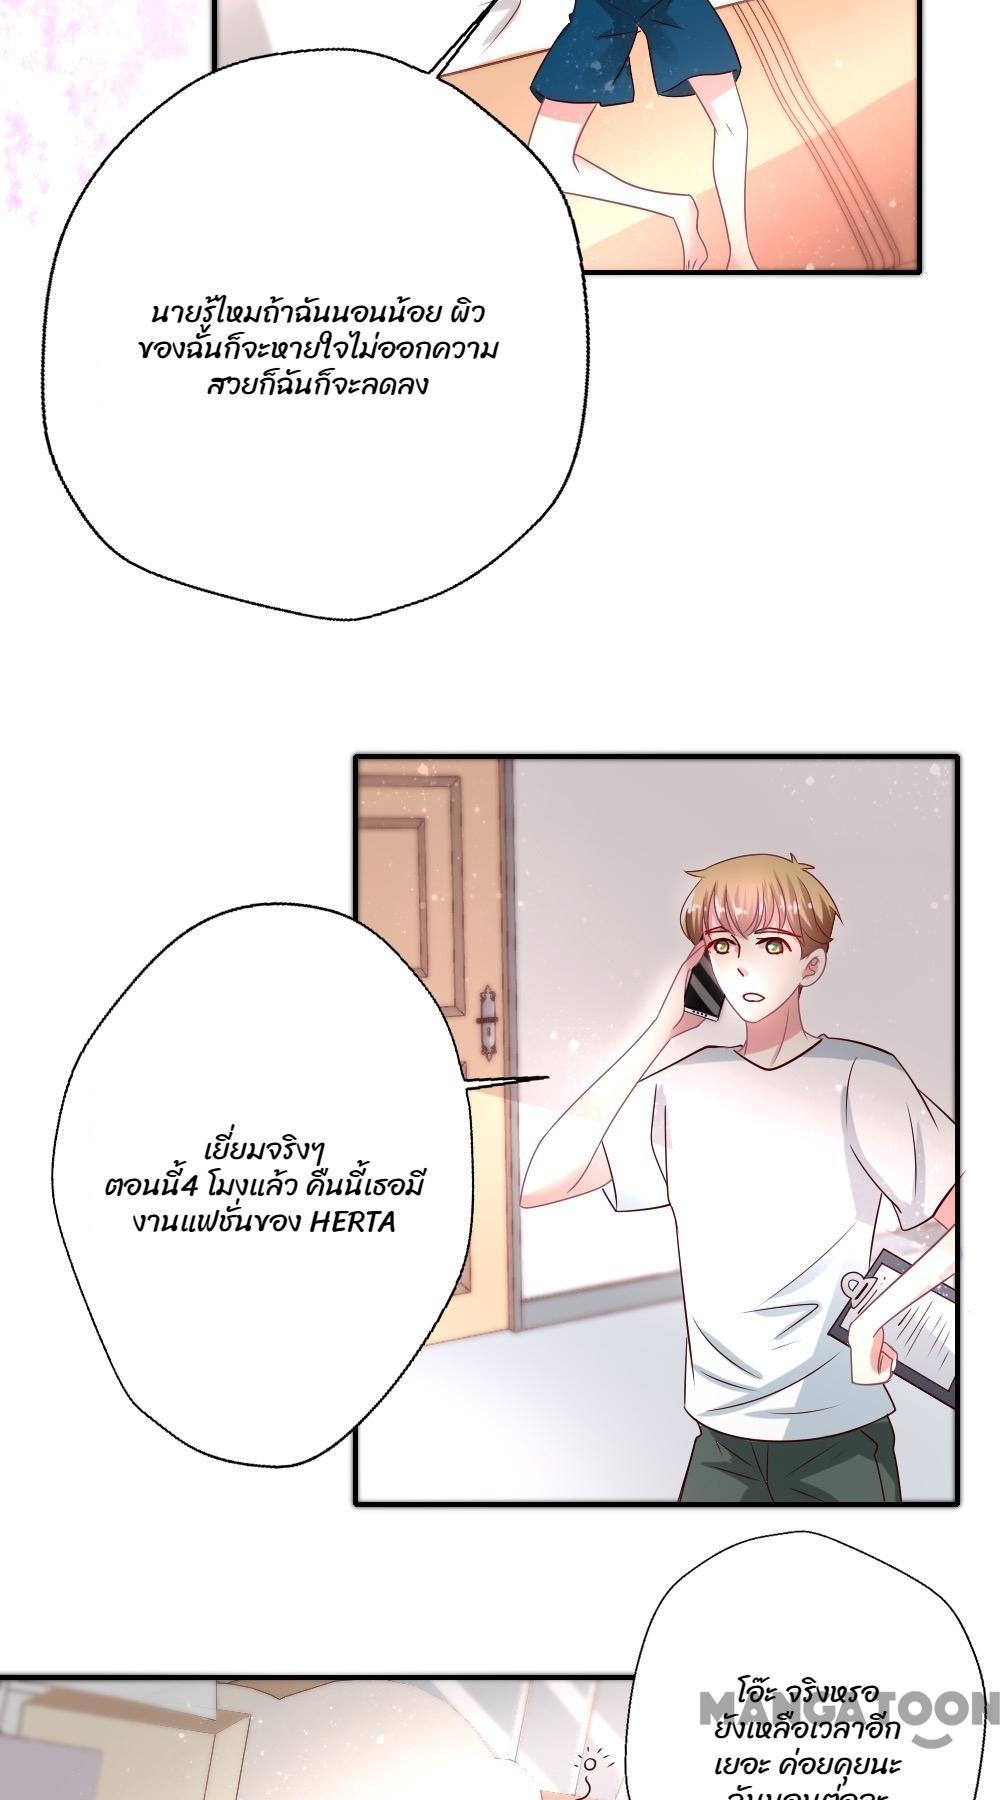 นายรู้ไหมถ้าฉันนอนน้อย ผิว
ของฉันก็จะหายใจไม่ออกความ
สวยก็ฉันก็จะลดลง
เยี่ยมจริงๆ
ตอนนี้4 โมงแล้ว คืนนี้เธอมี
งานแฟชั่นของ HERTA
โอ๊ะ จริงหรอ
MANGATOON
ยังเหลือเวลาอีก
เยอะ ค่อยคุยนะ